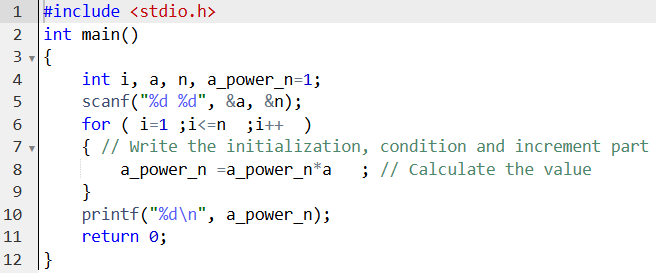 1 #include <stdio.h>
2 int main()
3 {
4 int i, a, n, a_power_n=1;
5 scanf("%d %d", &a, &n);
6 for ( i=1 ;i<=n  ;i++  )
7 { // Write the initialization, condition and increment part
8 a_power_n =a_power_n*a   ; // Calculate the value
9 }
10 printf("%d\n", a_power_n);
11 return 0;
12 }